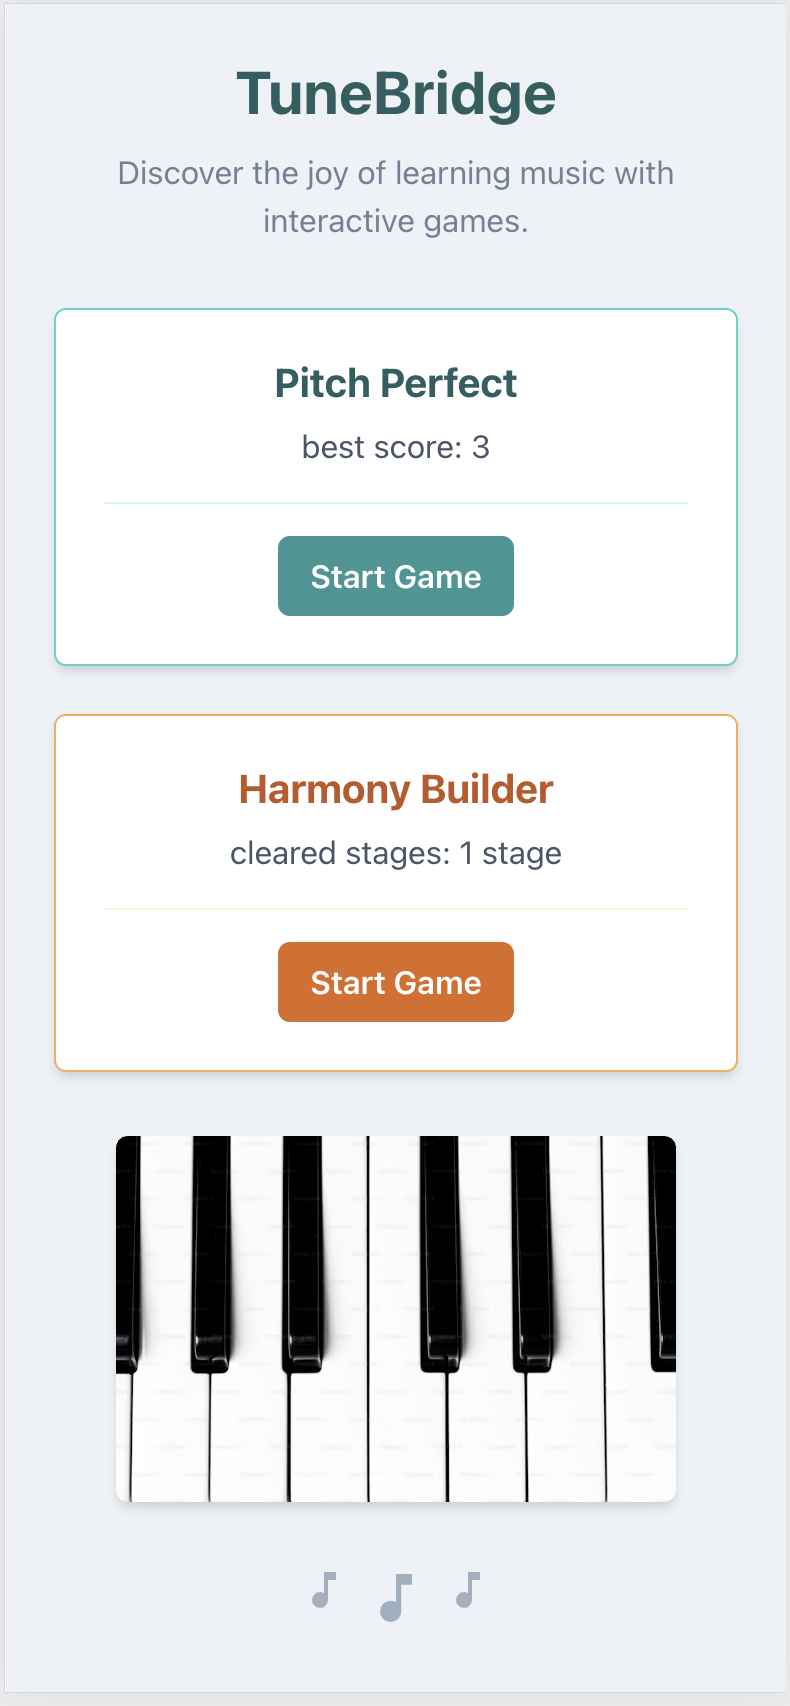 TuneBridge
Discover the joy of learning music with
interactive games.
Pitch Perfect
best score: 3
Start Game
Harmony Builder
cleared stages: 1 stage
Start Game